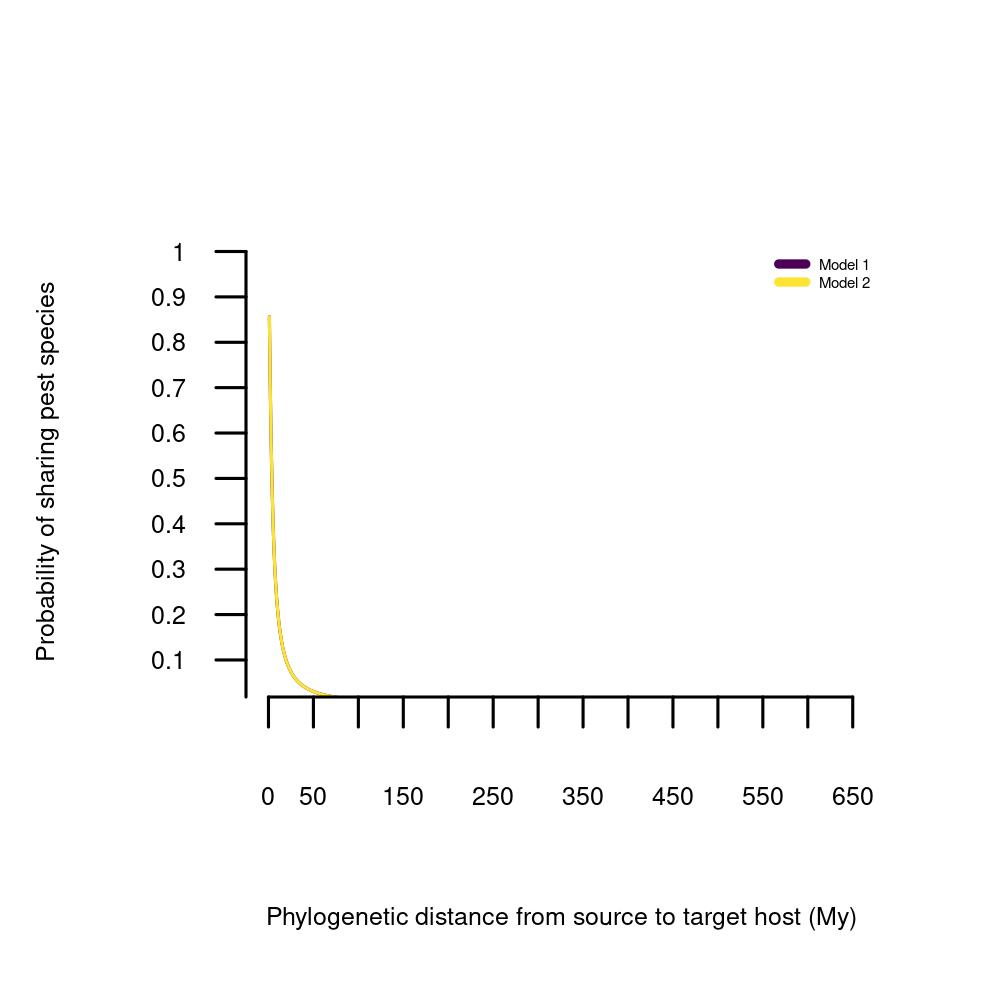 Probability of sharing pest species
1
0.9
0.8
0.7
0.6
0.5
0.4
0.3
0.2
0.1
Model 1
Model 2
0 50 150 250 350 450 550 650
Phylogenetic distance from source to target host (My)